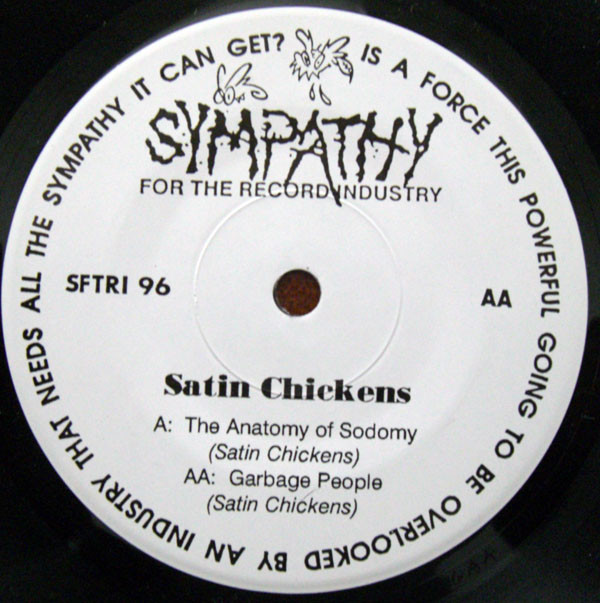 IS A FORCE THIS POWERFUL GOING TO BE OVERLOOKED BY AN INDUSTRY THAT NEEDS ALL THE SYMPATHY IT CAN GET?
SYMPATHY
FOR THE RECORD INDUSTRY
SFTRI 96
AA
Satin Chickens
A: The Anatomy of Sodomy
(Satin Chickens)
AA: Garbage People
(Satin Chickens)